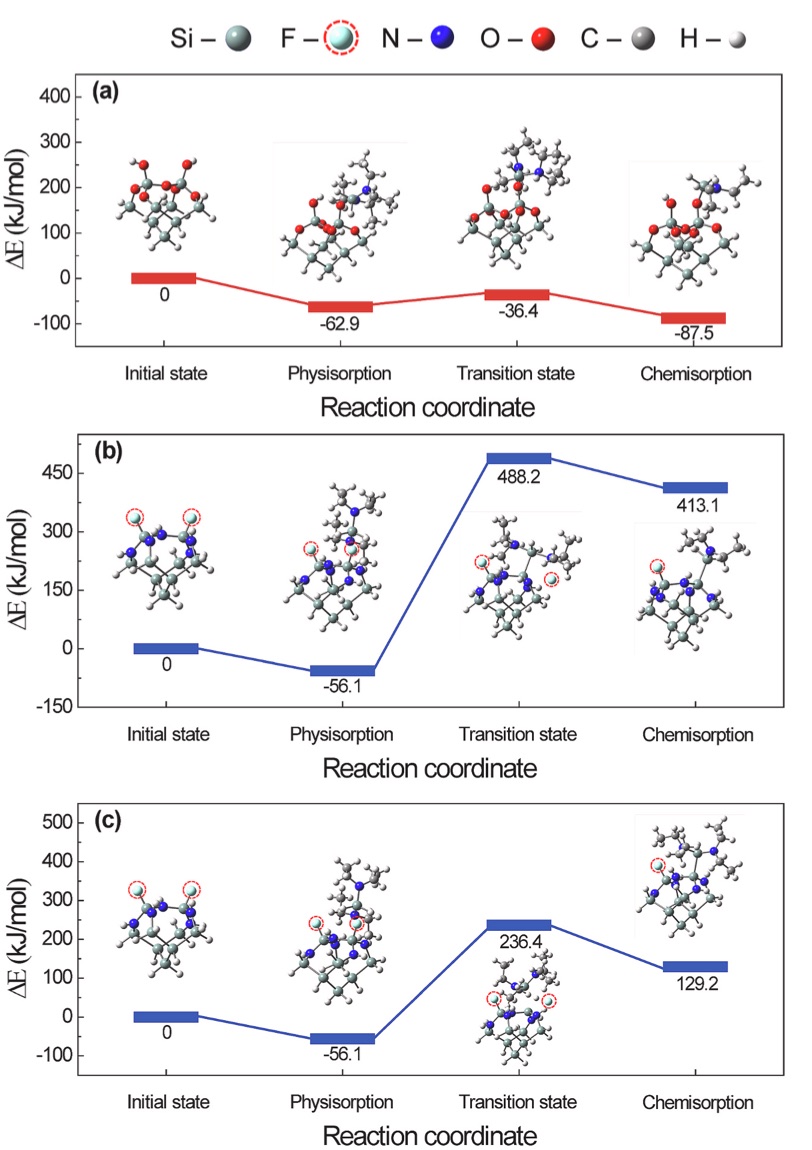 Si – F – N – O – C – H –
(a)
400
300
200
100
0
-100
ΔE (kJ/mol)
0
-62.9
-36.4
-87.5
Initial state Physisorption Transition state Chemisorption
Reaction coordinate
(b)
450
300
150
0
-150
ΔE (kJ/mol)
0
-56.1
488.2
413.1
Initial state Physisorption Transition state Chemisorption
Reaction coordinate
(c)
500
400
300
200
100
0
-100
ΔE (kJ/mol)
0
-56.1
236.4
129.2
Initial state Physisorption Transition state Chemisorption
Reaction coordinate